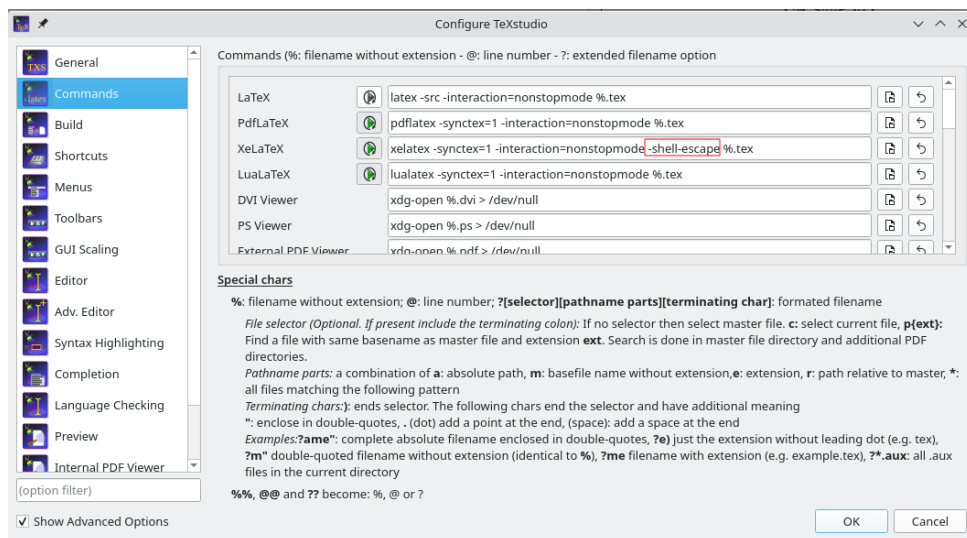 Configure TeXstudio
General
Commands
Build
Shortcuts
Menus
Toolbars
GUI Scaling
Editor
Adv. Editor
Syntax Highlighting
Completion
Language Checking
Preview
Internal PDF Viewer
(option filter)
Show Advanced Options
Commands (%: filename without extension - @: line number - ?: extended filename option
LaTeX latex -src -interaction=nonstopmode %.tex
PdfLaTeX pdflatex -synctex=1 -interaction=nonstopmode %.tex
XeLaTeX xelatex -synctex=1 -interaction=nonstopmode -shell-escape %.tex
LuaLaTeX lualatex -synctex=1 -interaction=nonstopmode %.tex
DVI Viewer xdg-open %.dvi > /dev/null
PS Viewer xdg-open %.ps > /dev/null
External PDF Viewer xdg-open %.pdf > /dev/null
Special chars
%: filename without extension; @: line number; ?[selector][pathname parts][terminating char]: formated filename
File selector (Optional. If present include the terminating colon): If no selector then select master file. c: select current file, p{ext}:
Find a file with same basename as master file and extension ext. Search is done in master file directory and additional PDF
directories.
Pathname parts: a combination of a: absolute path, m: basefile name without extension,e: extension, r: path relative to master, *:
all files matching the following pattern
Terminating chars:): ends selector. The following chars end the selector and have additional meaning
": enclose in double-quotes, . (dot) add a point at the end, (space): add a space at the end
Examples:?ame": complete absolute filename enclosed in double-quotes, ?e) just the extension without leading dot (e.g. tex),
?m" double-quoted filename without extension (identical to %), ?me filename with extension (e.g. example.tex), ?*.aux: all .aux
files in the current directory
%%, @@ and ?? become: %, @ or ?
OK
Cancel